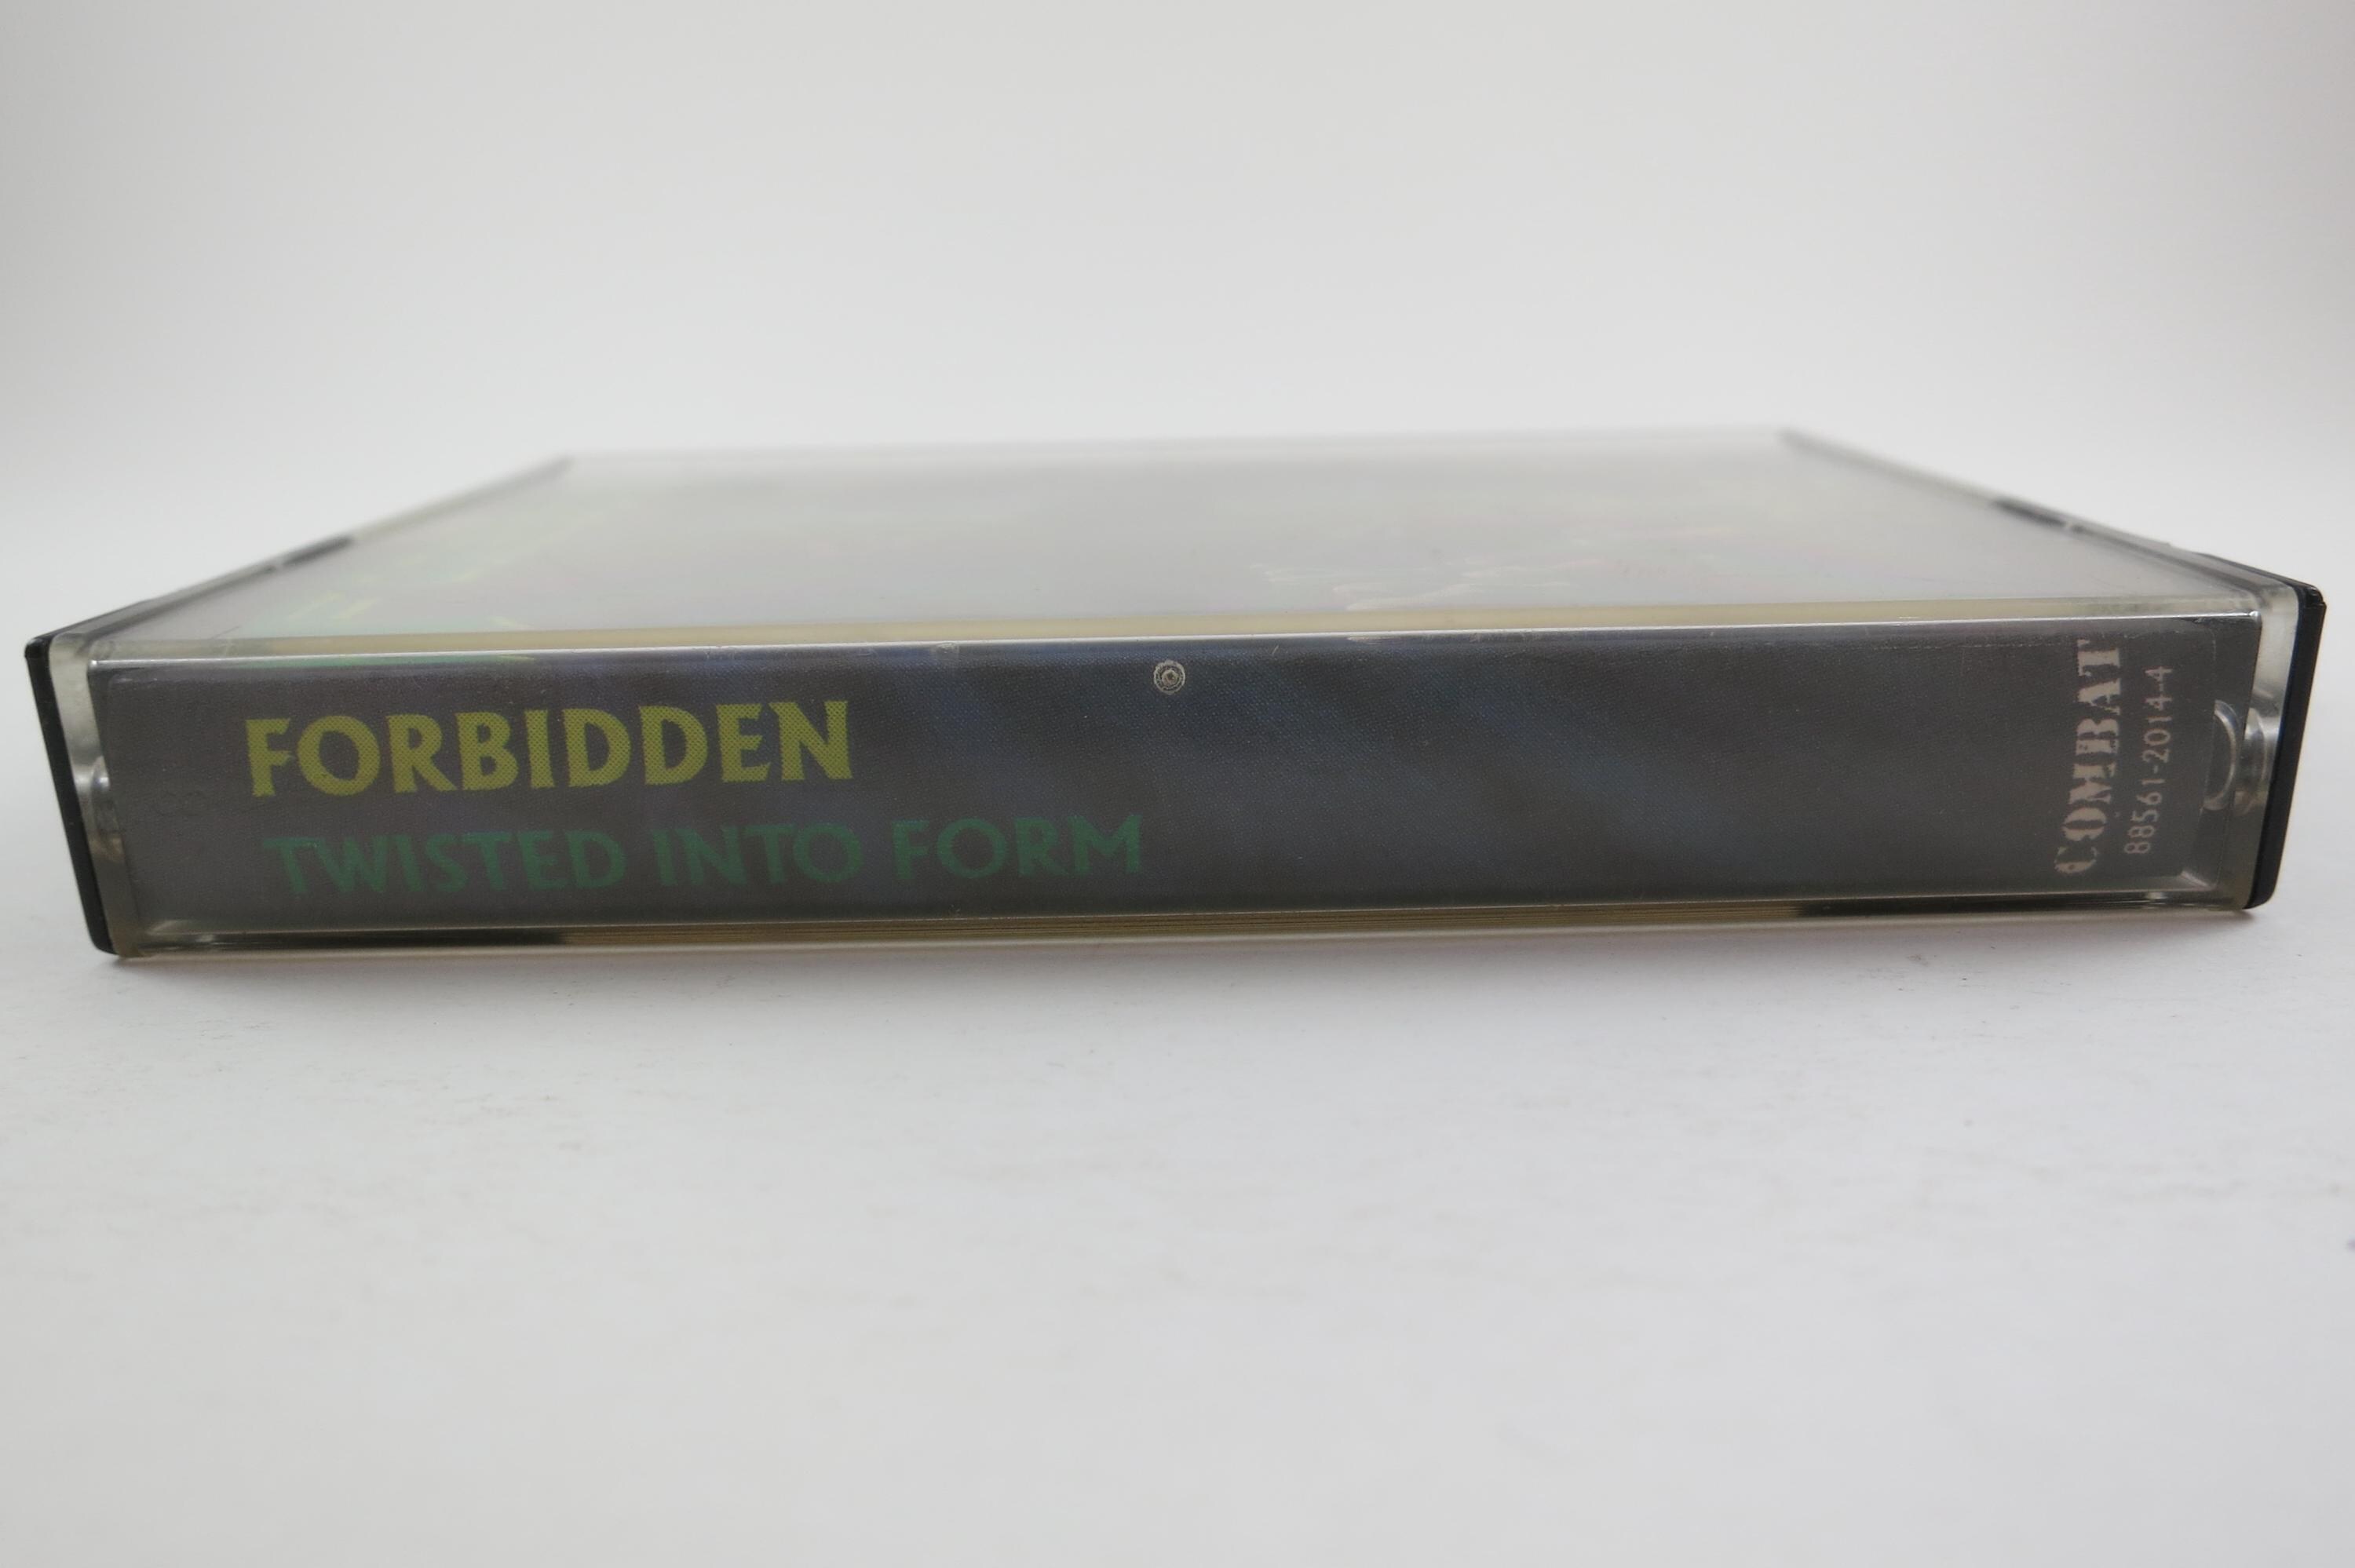 FORBIDDEN
TWISTED INTO FORM
COMBAT
88561-2014-4